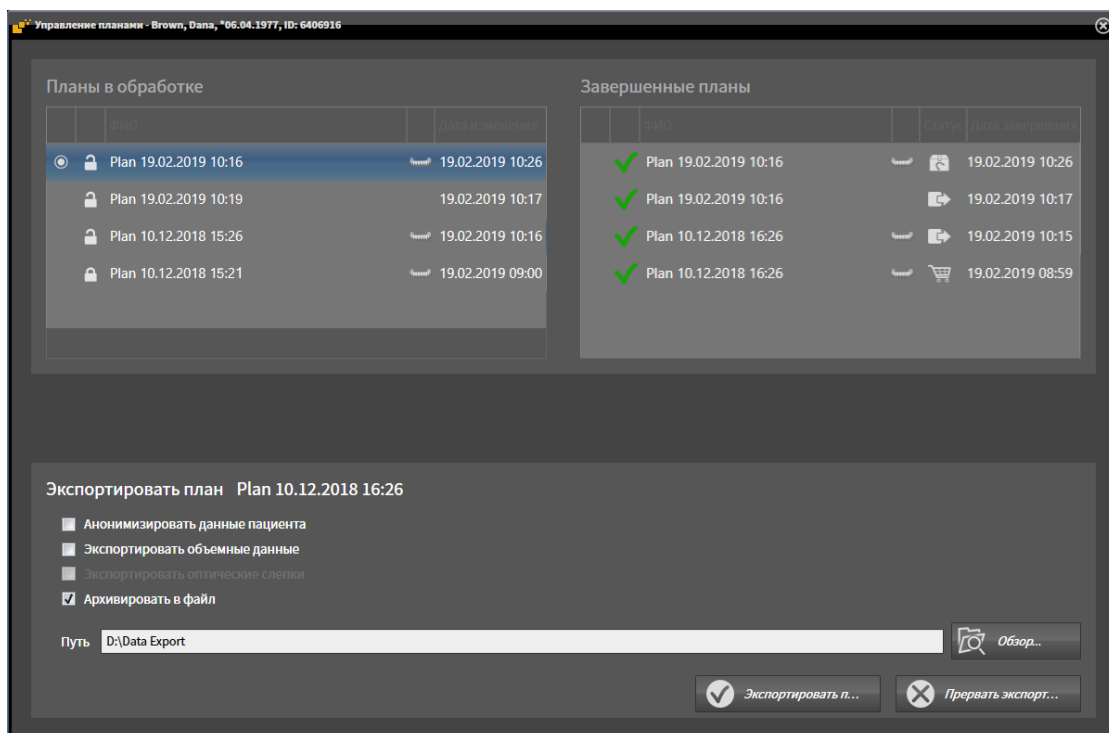 Управление планами - Brown, Dana, *06.04.1977, ID: 6406916
Планы в обработке
ФИО Дата изменения
Plan 19.02.2019 10:16 19.02.2019 10:26
Plan 19.02.2019 10:19 19.02.2019 10:17
Plan 10.12.2018 15:26 19.02.2019 10:16
Plan 10.12.2018 15:21 19.02.2019 09:00
Завершенные планы
ФИО Статус Дата завершения
Plan 19.02.2019 10:16 19.02.2019 10:26
Plan 19.02.2019 10:16 19.02.2019 10:17
Plan 10.12.2018 16:26 19.02.2019 10:15
Plan 10.12.2018 16:26 19.02.2019 08:59
Экспортировать план Plan 10.12.2018 16:26
Анонимизировать данные пациента
Экспортировать объемные данные
Экспортировать оптические слепки
Архивировать в файл
Путь D:\Data Export Обзор...
Экспортировать п... Прервать экспорт...